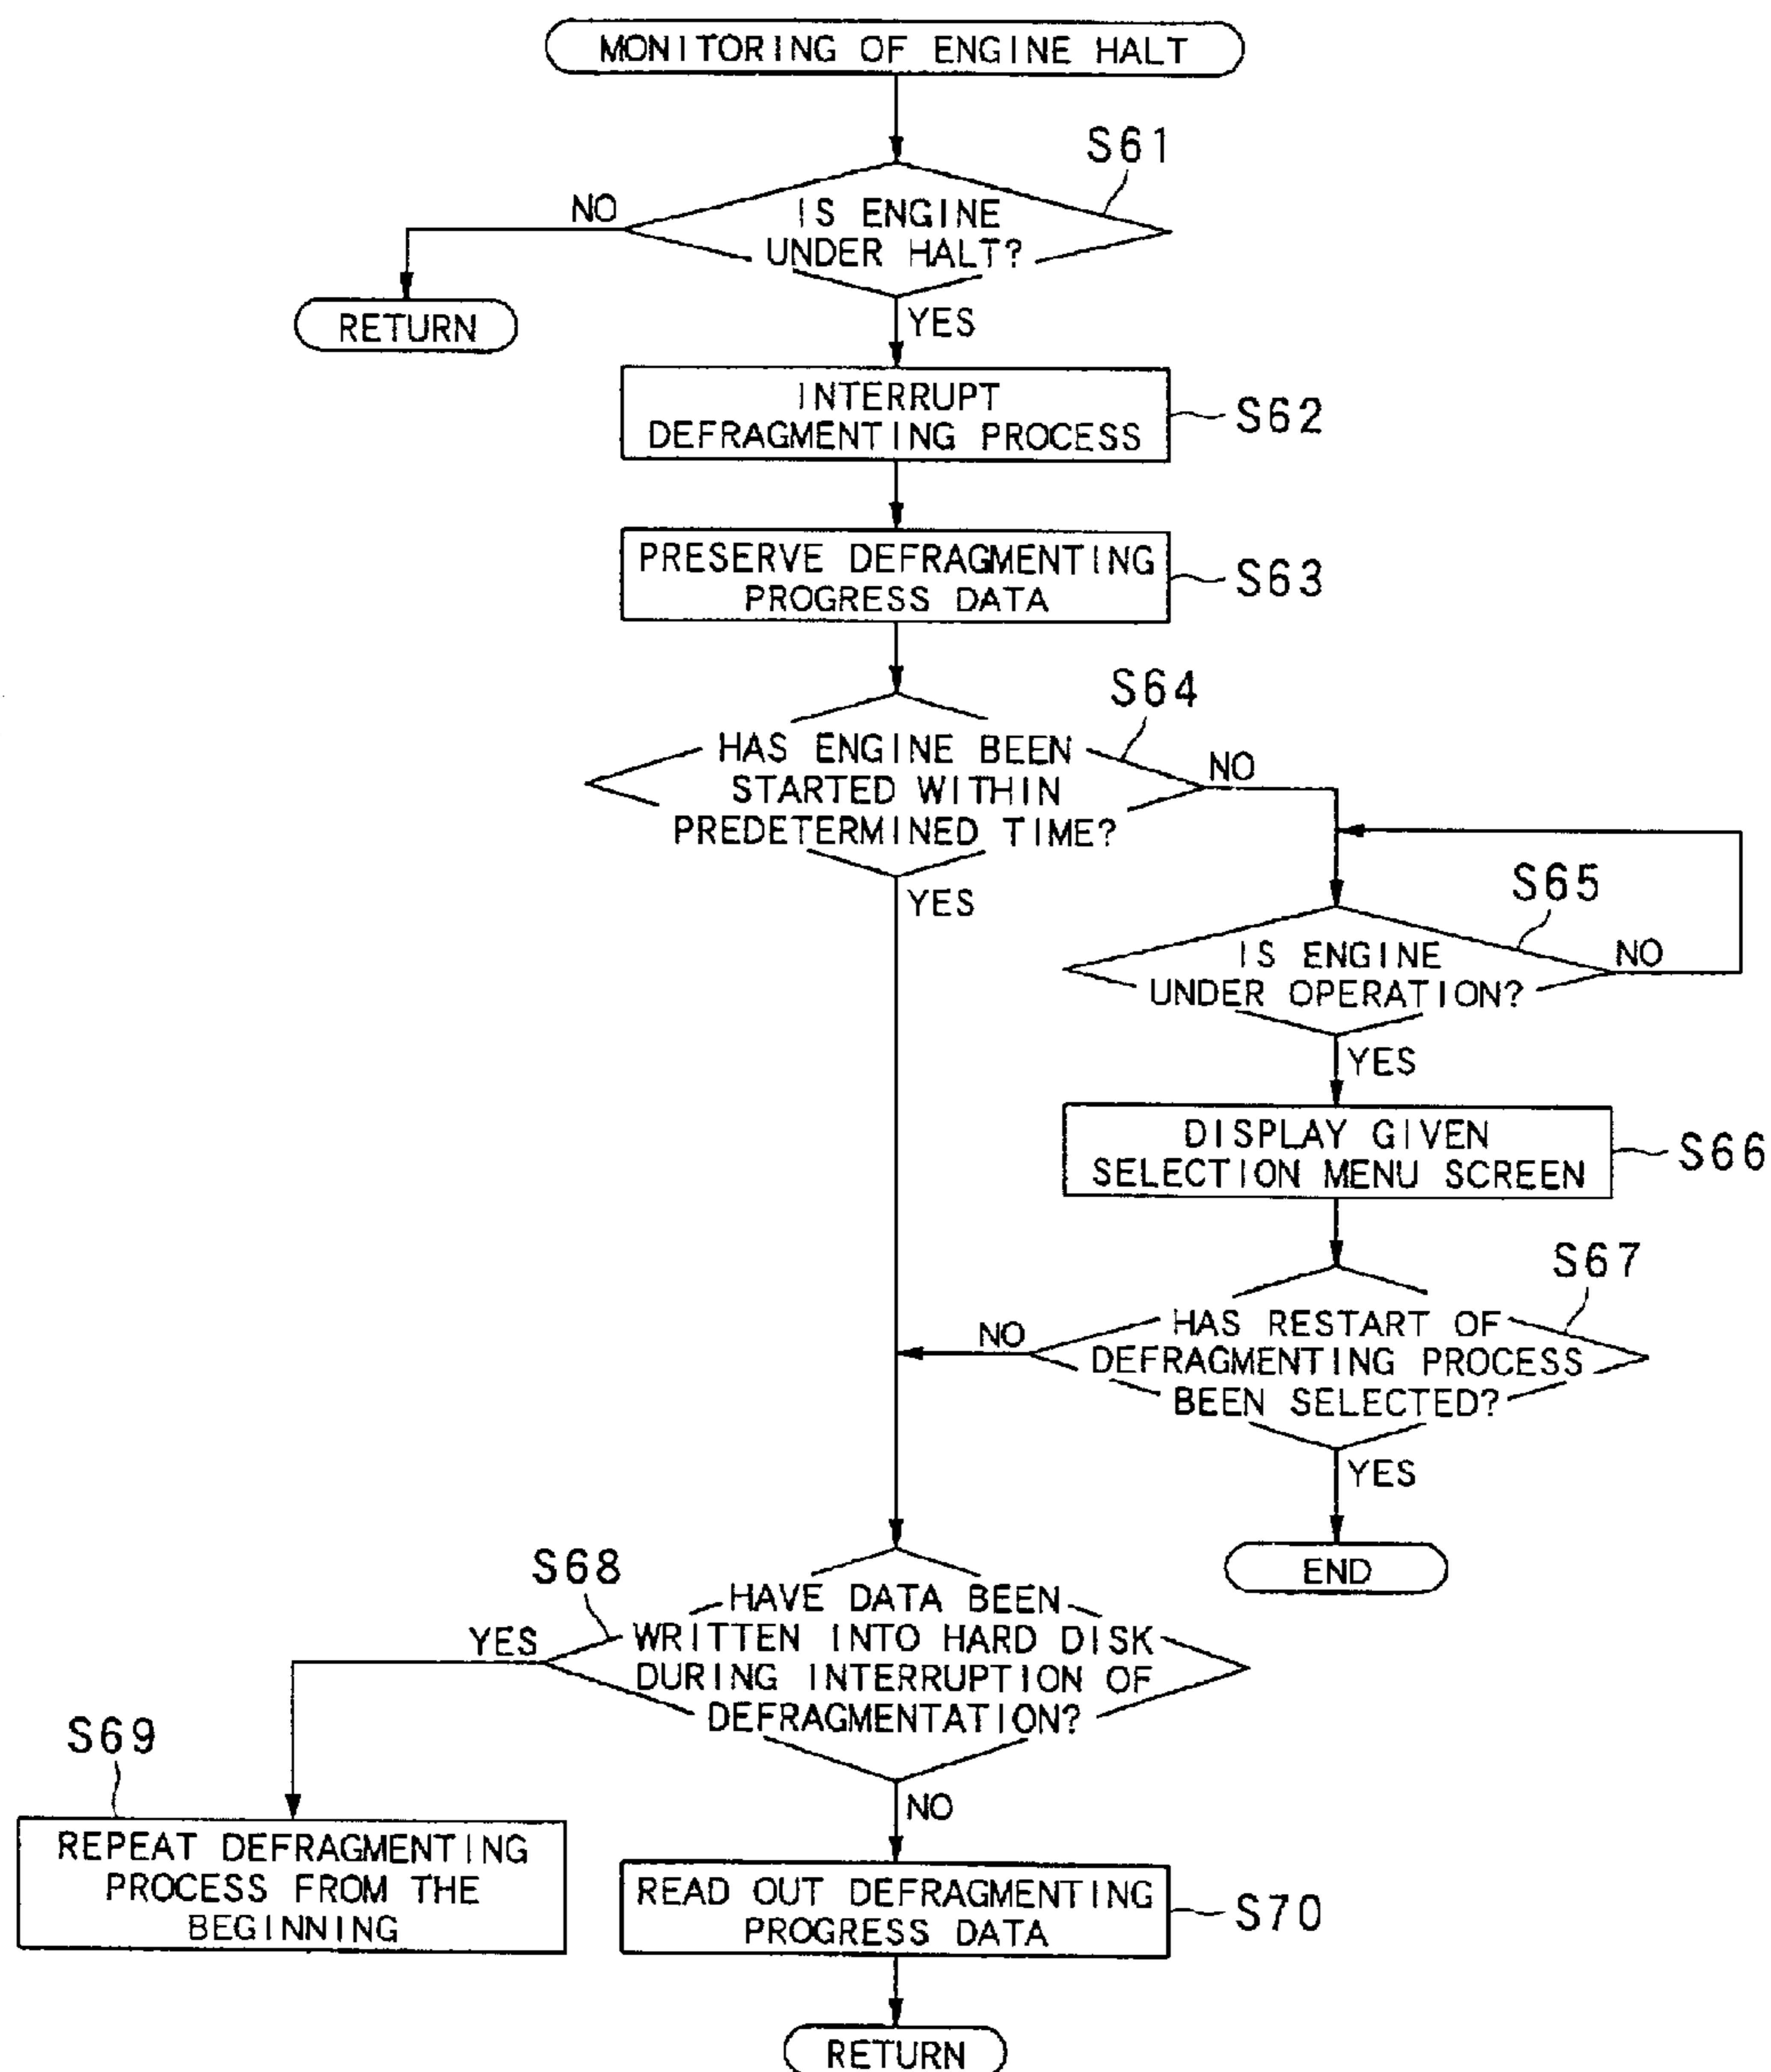 MONITORING OF ENGINE HALT
S61
IS ENGINE
UNDER HALT?
NO
RETURN
YES
INTERRUPT
DEFRAGMENTING PROCESS
S62
PRESERVE DEFRAGMENTING
PROGRESS DATA
S63
S64
HAS ENGINE BEEN
STARTED WITHIN
PREDETERMINED TIME?
NO
YES
S65
IS ENGINE
UNDER OPERATION?
NO
YES
DISPLAY GIVEN
SELECTION MENU SCREEN
S66
S67
HAS RESTART OF
DEFRAGMENTING PROCESS
BEEN SELECTED?
NO
YES
END
S68
HAVE DATA BEEN
WRITTEN INTO HARD DISK
DURING INTERRUPTION OF
DEFRAGMENTATION?
YES
S69
REPEAT DEFRAGMENTING
PROCESS FROM THE
BEGINNING
NO
READ OUT DEFRAGMENTING
PROGRESS DATA
S70
RETURN